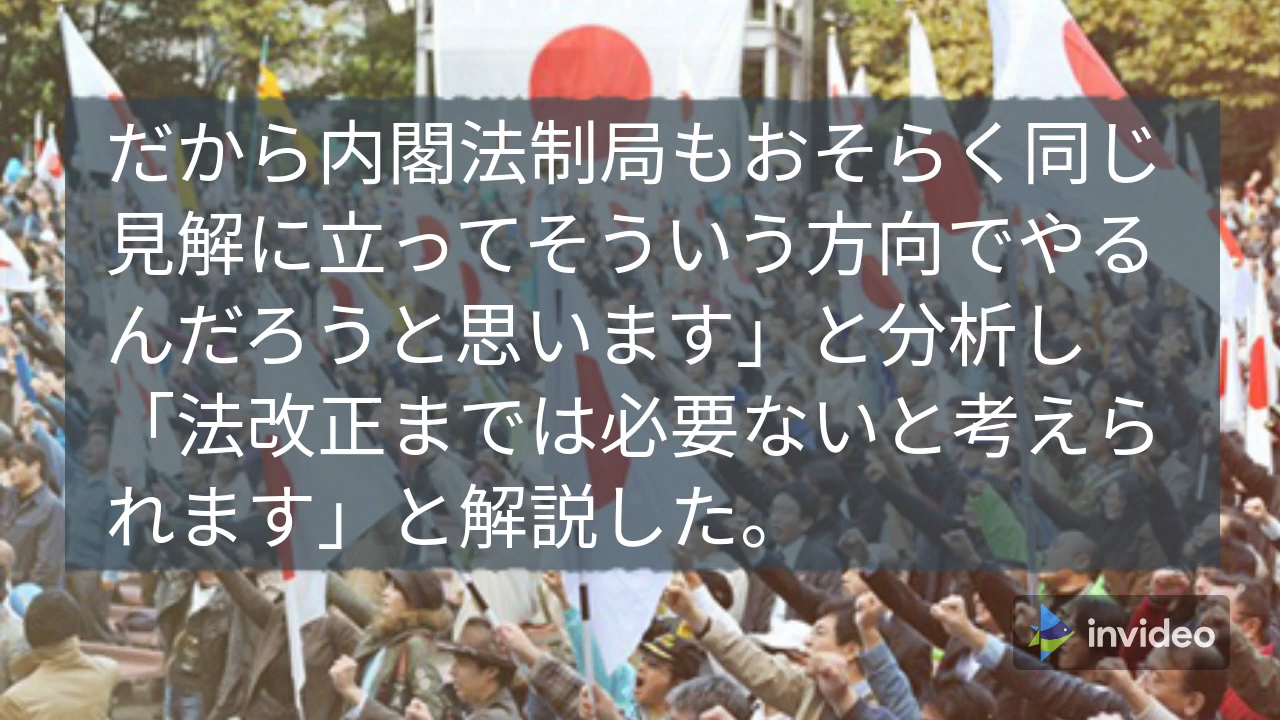 だから内閣法制局もおそらく同じ
見解に立ってそういう方向でやる
んだろうと思います」と分析し
「法改正までは必要ないと考えら
れます」と解説した。
invideo